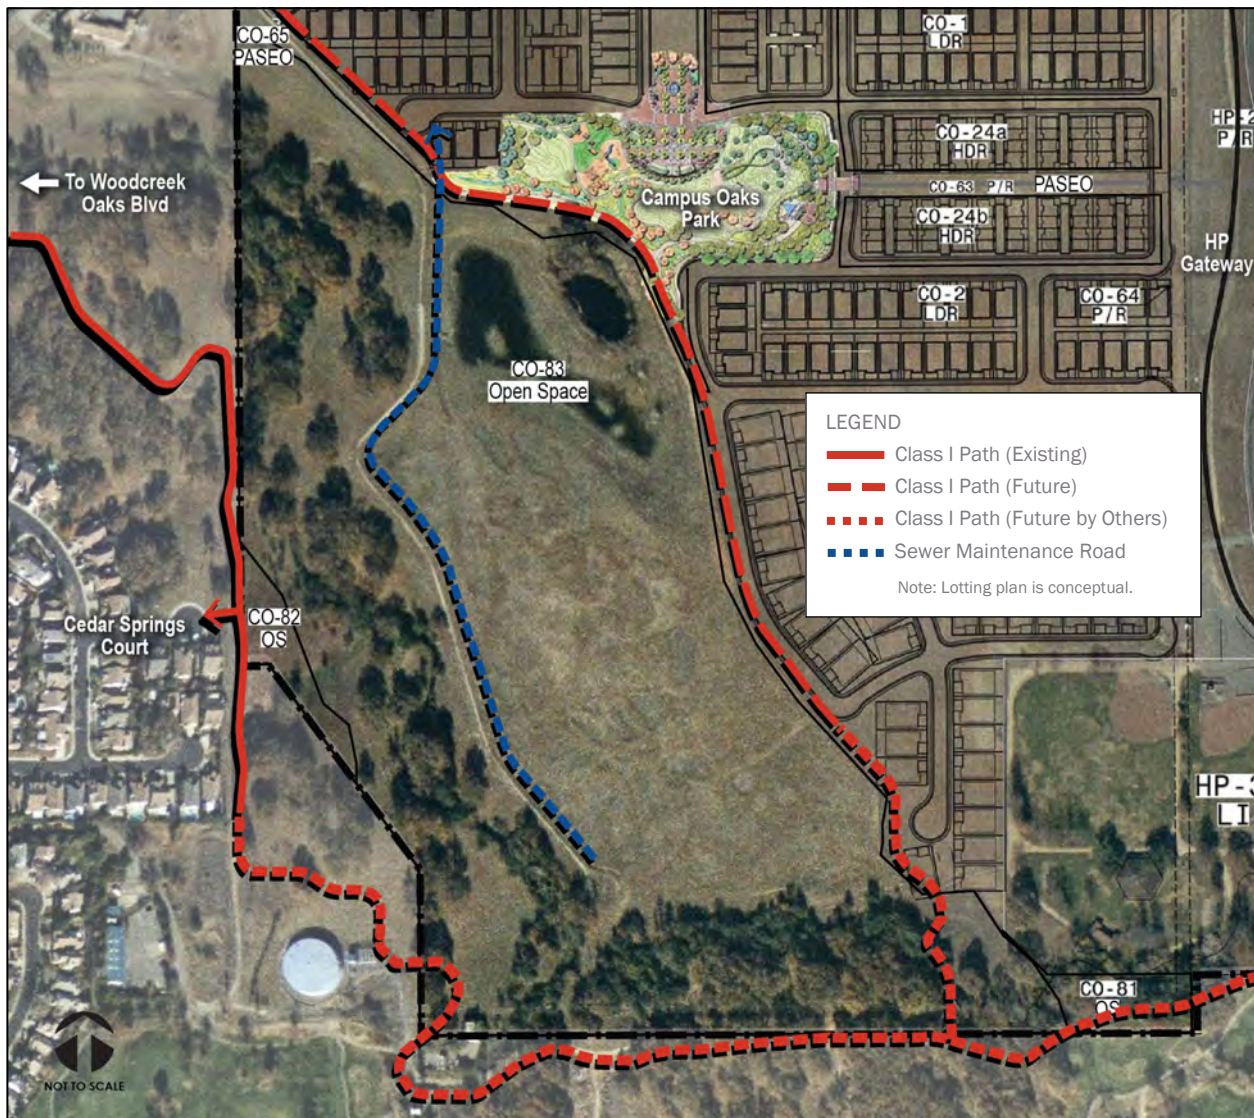 CO-65
PASEO
CO-1
LDR
CO-24a
HDR
To Woodcreek
Oaks Blvd
Campus Oaks
Park
CO-63 P/R PASEO
CO-24b
HDR
HP
Gateway
CO-2
LDR
CO-64
P/R
CO-83
Open Space
LEGEND
Class I Path (Existing)
Class I Path (Future)
Class I Path (Future by Others)
Sewer Maintenance Road
Note: Lotting plan is conceptual.
CO-82
OS
Cedar Springs
Court
LI
CO-81
OS
NOT TO SCALE